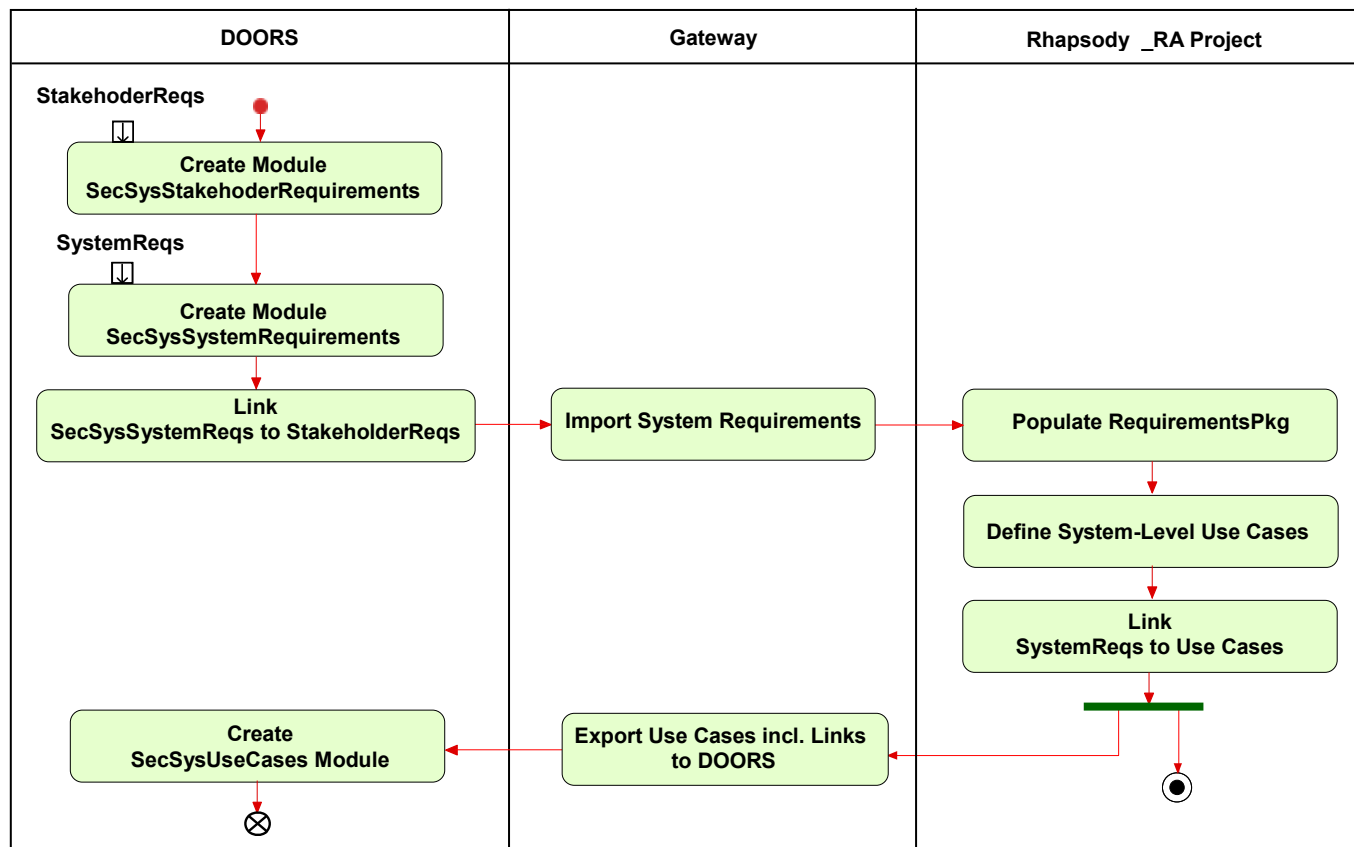 DOORS
Gateway
Rhapsody _RA Project
StakehoderReqs
Create Module
SecSysStakehoderRequirements
SystemReqs
Create Module
SecSysSystemRequirements
Link
SecSysSystemReqs to StakeholderReqs
Import System Requirements
Populate RequirementsPkg
Define System-Level Use Cases
Link
SystemReqs to Use Cases
Create
SecSysUseCases Module
Export Use Cases incl. Links
to DOORS